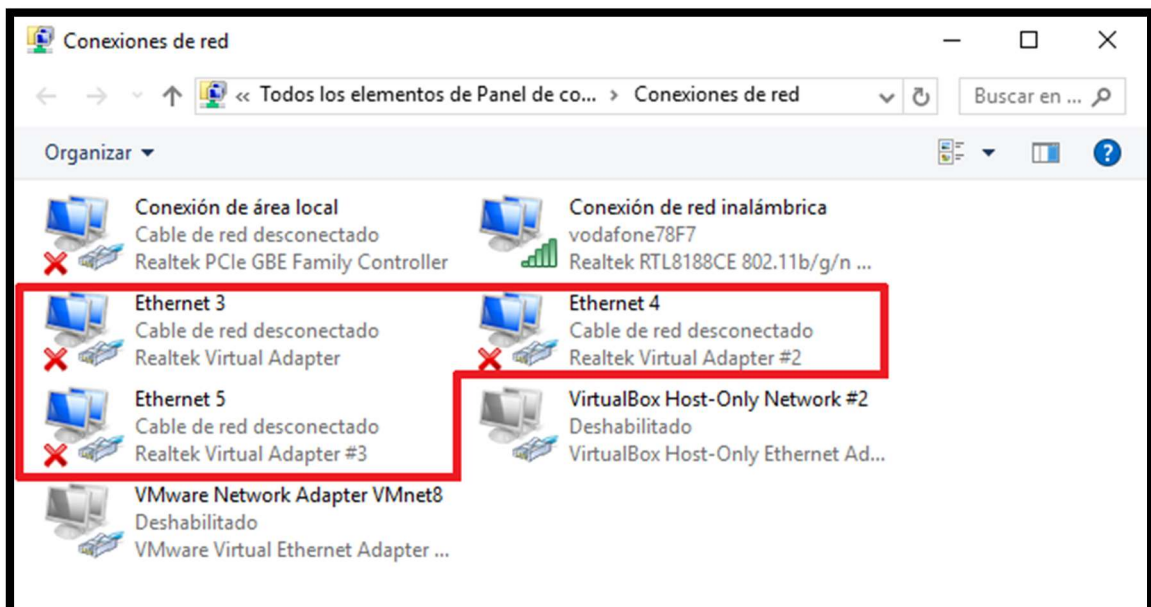 Conexiones de red
« Todos los elementos de Panel de co... › Conexiones de red
Buscar en ...
Organizar
Conexión de área local
Cable de red desconectado
Realtek PCIe GBE Family Controller
Conexión de red inalámbrica
vodafone78F7
Realtek RTL8188CE 802.11b/g/n ...
Ethernet 3
Cable de red desconectado
Realtek Virtual Adapter
Ethernet 4
Cable de red desconectado
Realtek Virtual Adapter #2
Ethernet 5
Cable de red desconectado
Realtek Virtual Adapter #3
VirtualBox Host-Only Network #2
Deshabilitado
VirtualBox Host-Only Ethernet Ad...
VMware Network Adapter VMnet8
Deshabilitado
VMware Virtual Ethernet Adapter ...